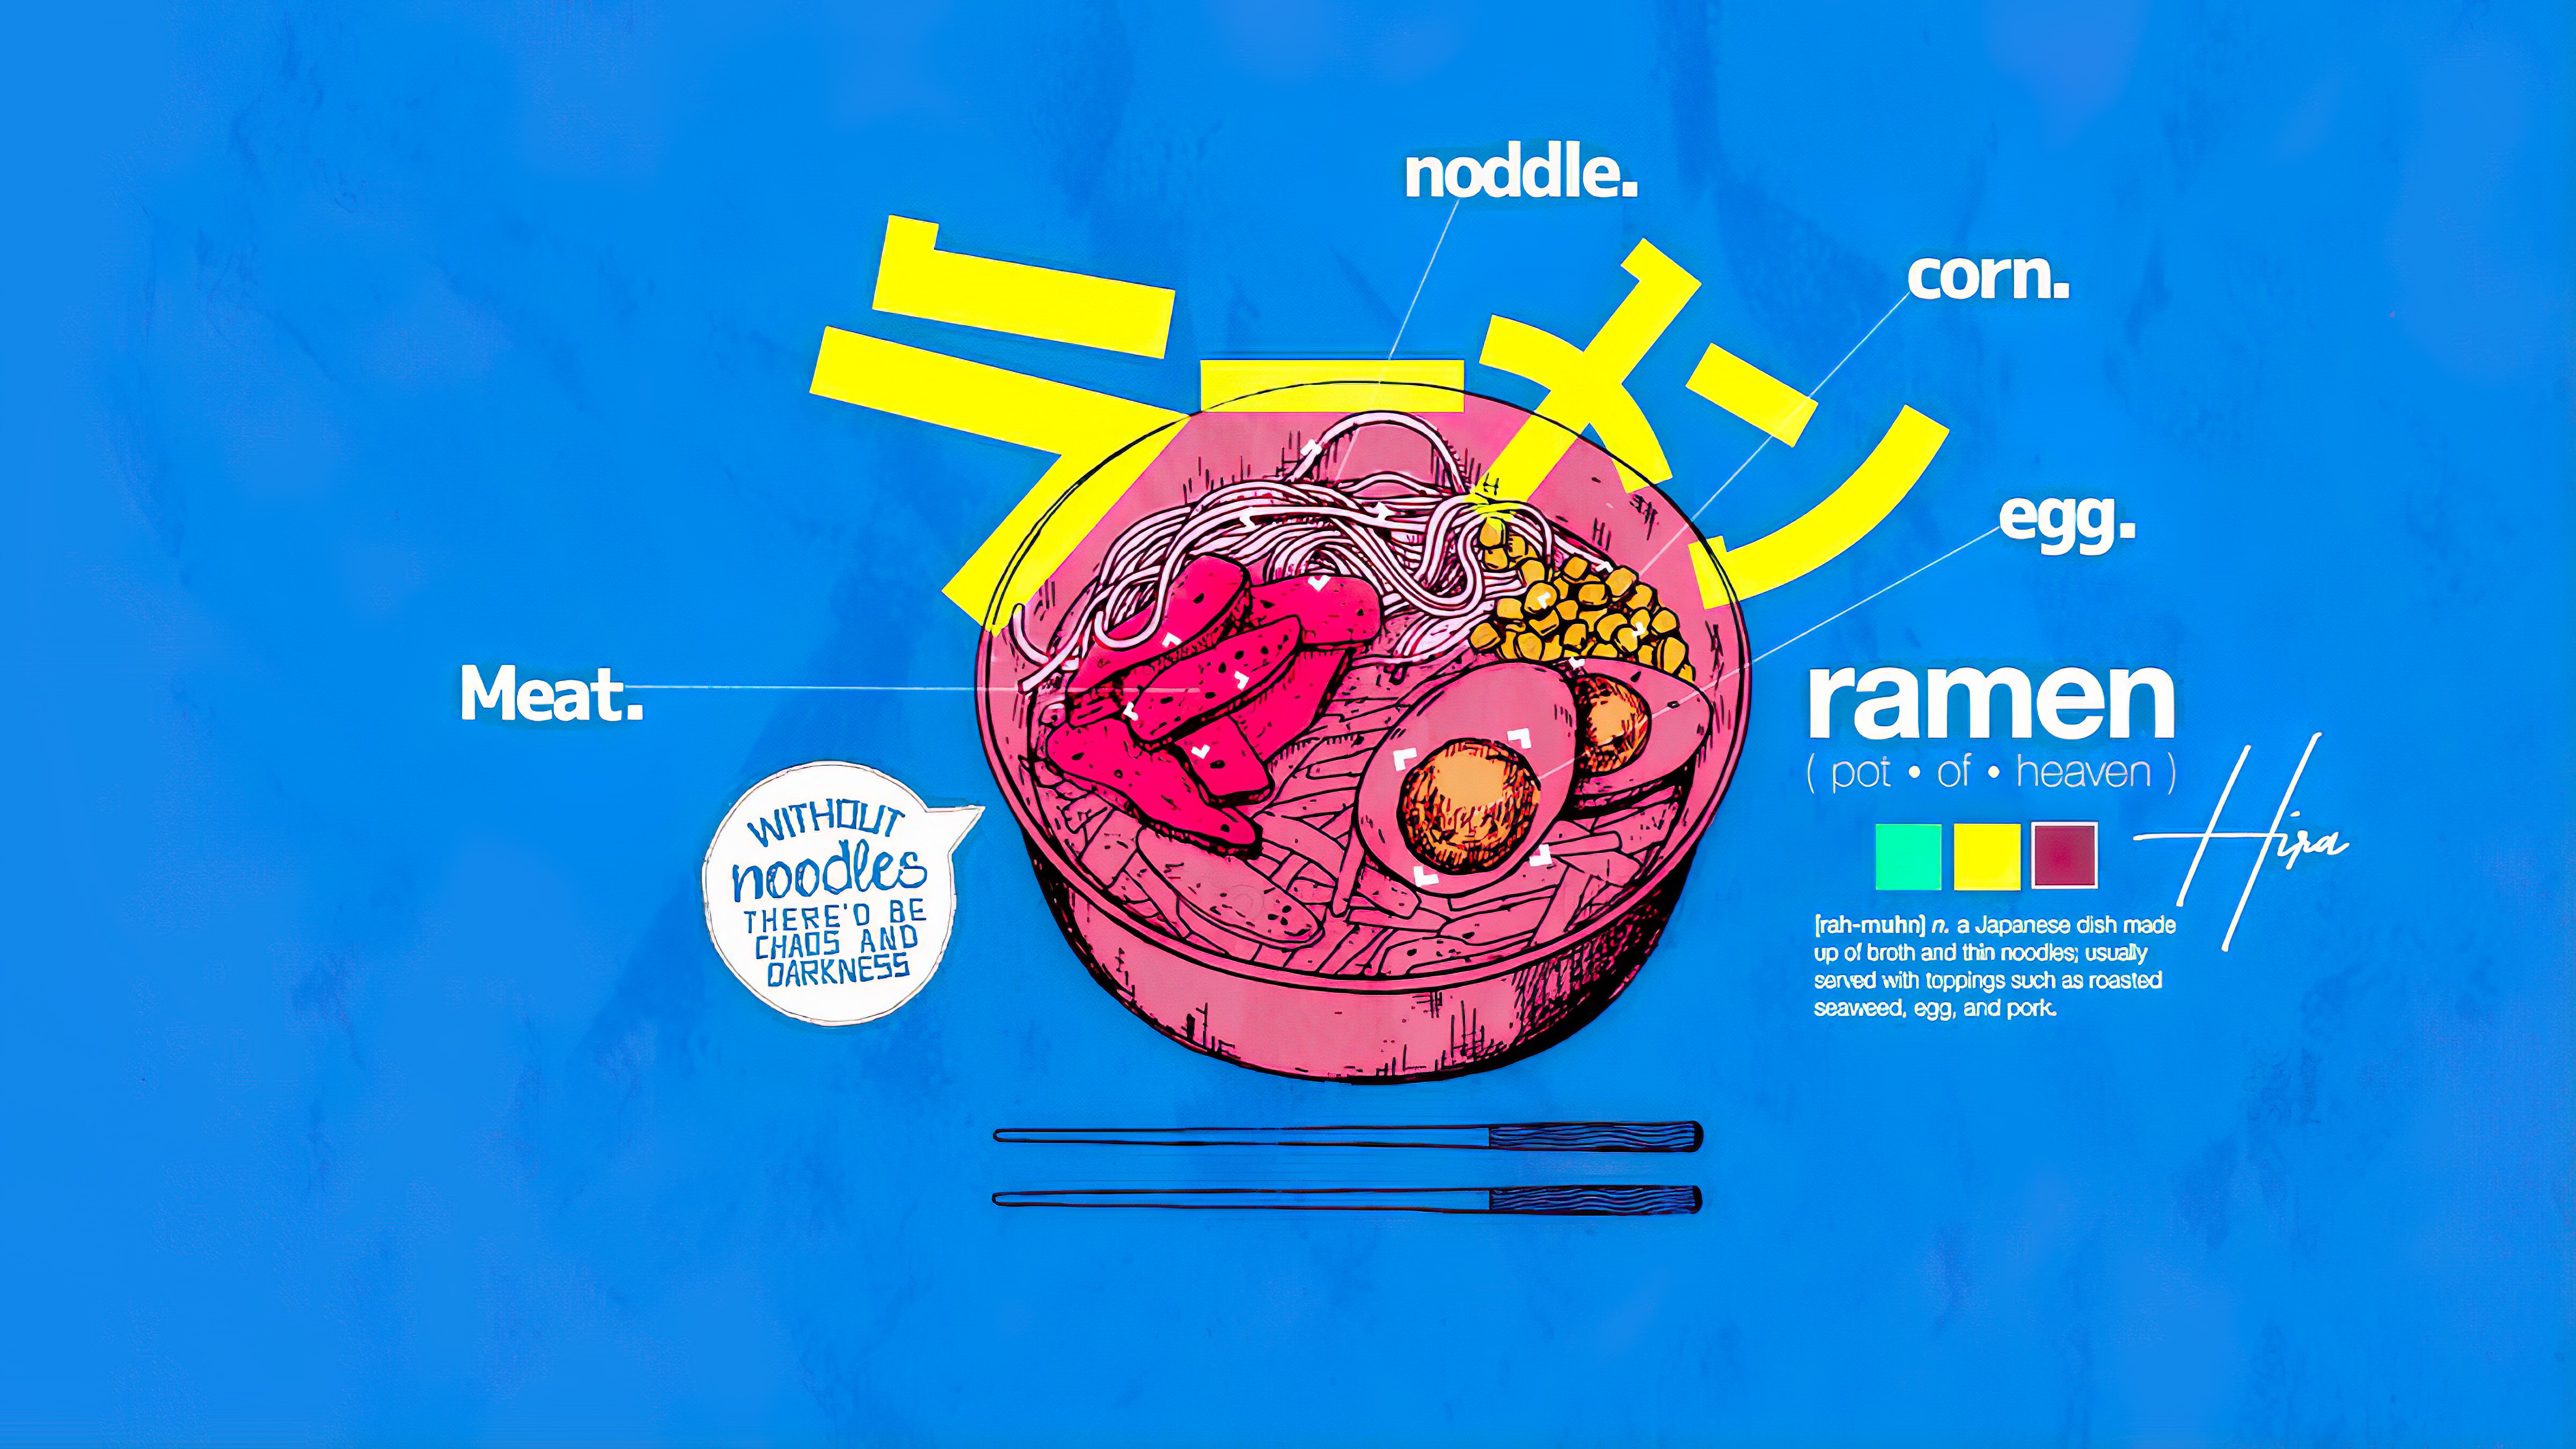 noddle.
ラーメン
corn.
egg.
Meat.
ramen
( pot • of • heaven )
Hira
WITHOUT
noodles
THERE'D BE
CHAOS AND
DARKNESS
[rah-muhn] n. a Japanese dish made
up of broth and thin noodles; usually
served with toppings such as roasted
seaweed, egg, and pork.